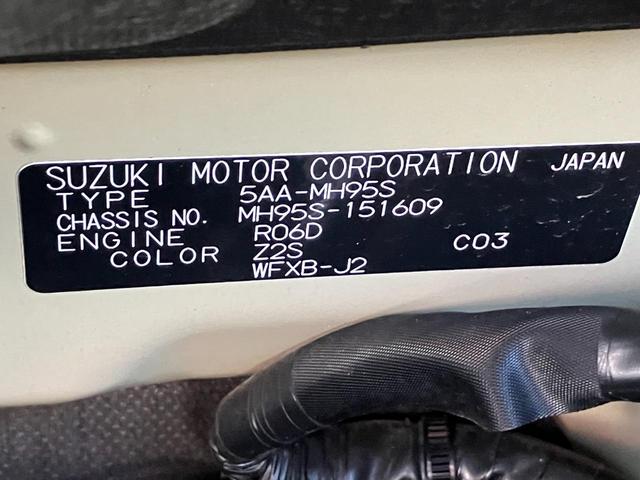 SUZUKI MOTOR CORPORATION JAPAN
TYPE 5AA-MH95S
CHASSIS NO. MH95S-151609
ENGINE R06D
COLOR Z2S C03
WFXB-J2